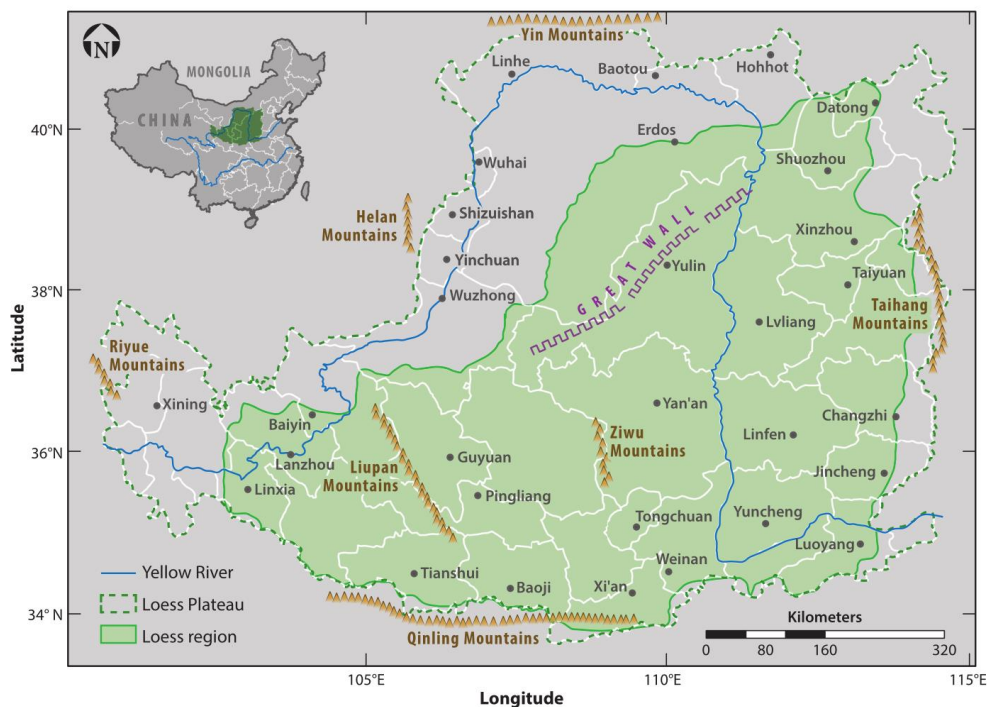 N
MONGOLIA
CHINA
Yin Mountains
Linhe
Baotou
Hohhot
Datong
Erdos
Shuozhou
Wuhai
Helan
Mountains
Shizuishan
GREAT WALL
Xinzhou
Yinchuan
Yulin
Taiyuan
Wuzhong
Lvliang
Taihang
Mountains
Riyue
Mountains
Xining
Baiyin
Yan'an
Changzhi
Ziwu
Mountains
Linfen
Lanzhou
Liupan
Mountains
Guyuan
Linxia
Pingliang
Jincheng
Tongchuan
Yuncheng
Luoyang
Weinan
Tianshui
Baoji
Xi'an
Qinling Mountains
Yellow River
Loess Plateau
Loess region
Kilometers
0 80 160 320
40°N
38°N
36°N
34°N
Latitude
105°E
110°E
115°E
Longitude